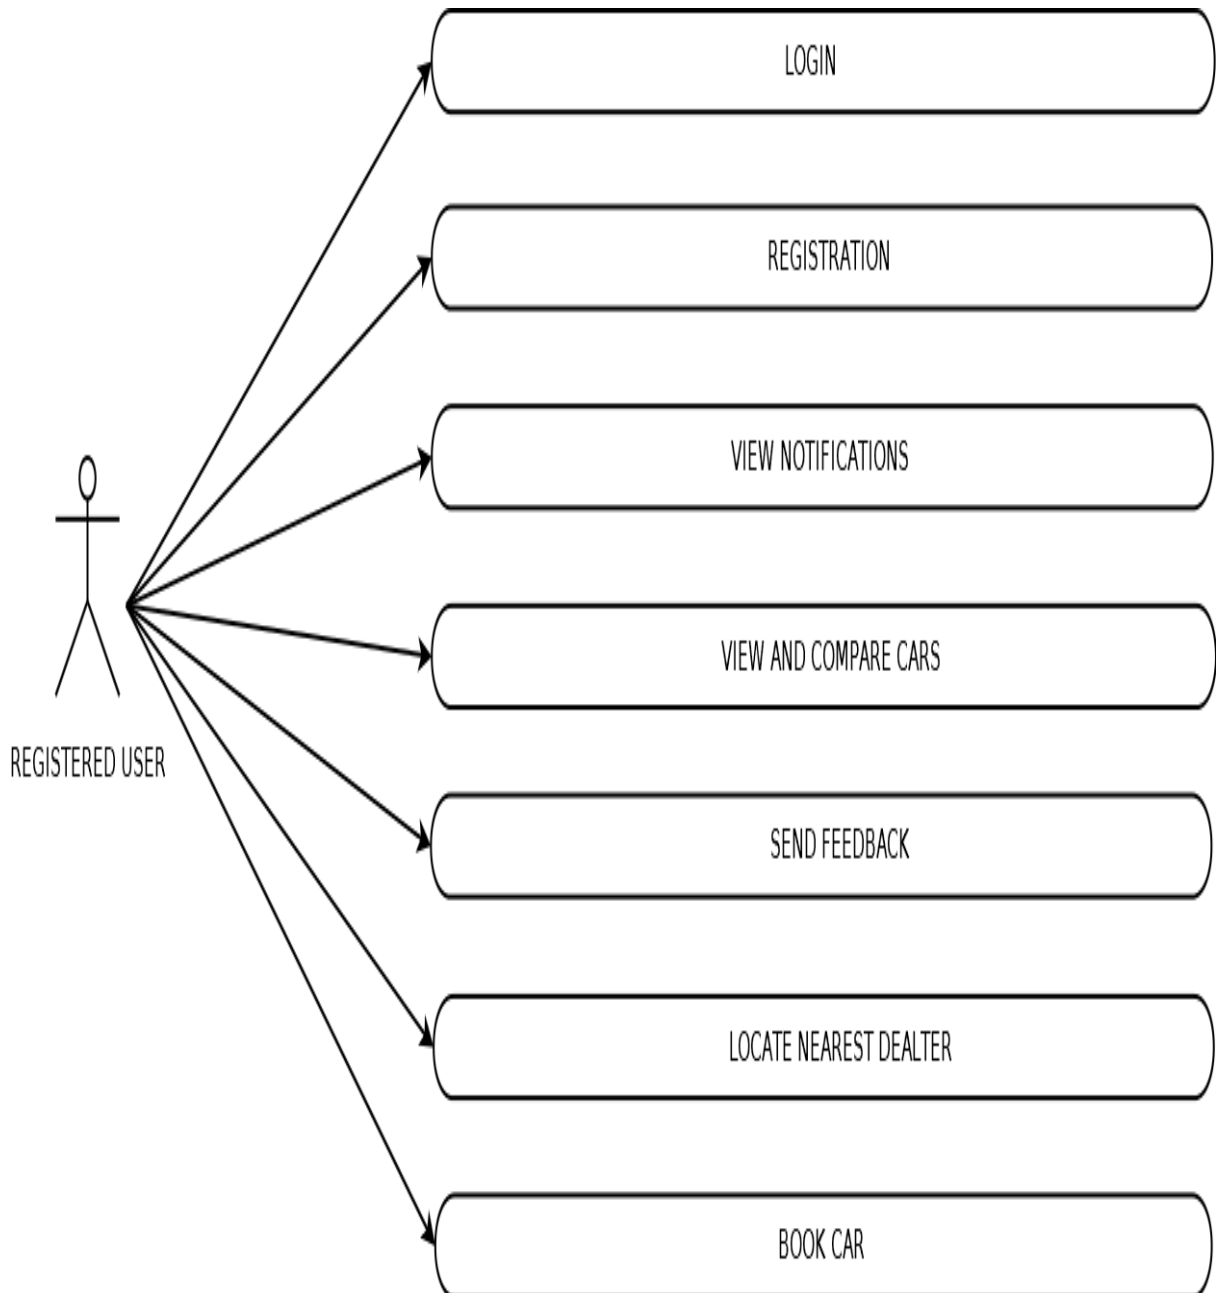 LOGIN
REGISTRATION
VIEW NOTIFICATIONS
VIEW AND COMPARE CARS
REGISTERED USER
SEND FEEDBACK
LOCATE NEAREST DEALTER
BOOK CAR